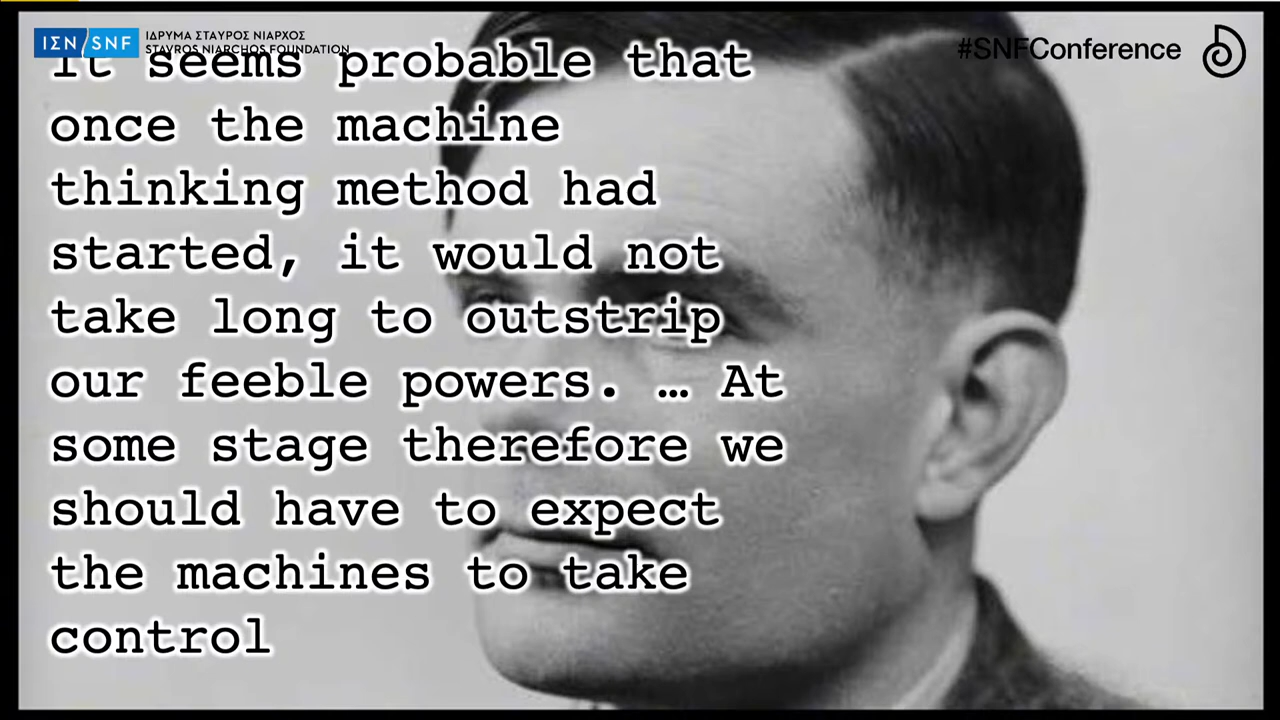 ΙΣΝ/SNF
ΙΔΡΥΜΑ ΣΤΑΥΡΟΣ ΝΙΑΡΧΟΣ
STAVROS NIARCHOS FOUNDATION
#SNFConference
It seems probable that
once the machine
thinking method had
started, it would not
take long to outstrip
our feeble powers. … At
some stage therefore we
should have to expect
the machines to take
control